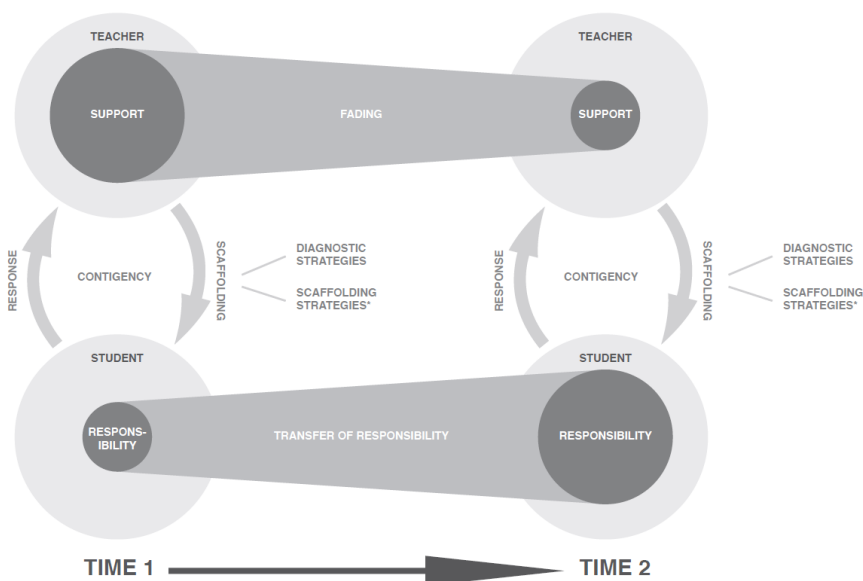 TEACHER
TEACHER
SUPPORT
FADING
SUPPORT
RESPONSE
CONTIGENCY
SCAFFOLDING
DIAGNOSTIC
STRATEGIES
SCAFFOLDING
STRATEGIES*
RESPONSE
CONTIGENCY
SCAFFOLDING
DIAGNOSTIC
STRATEGIES
SCAFFOLDING
STRATEGIES*
STUDENT
STUDENT
RESPONS-
IBILITY
TRANSFER OF RESPONSIBILITY
RESPONSIBILITY
TIME 1
TIME 2